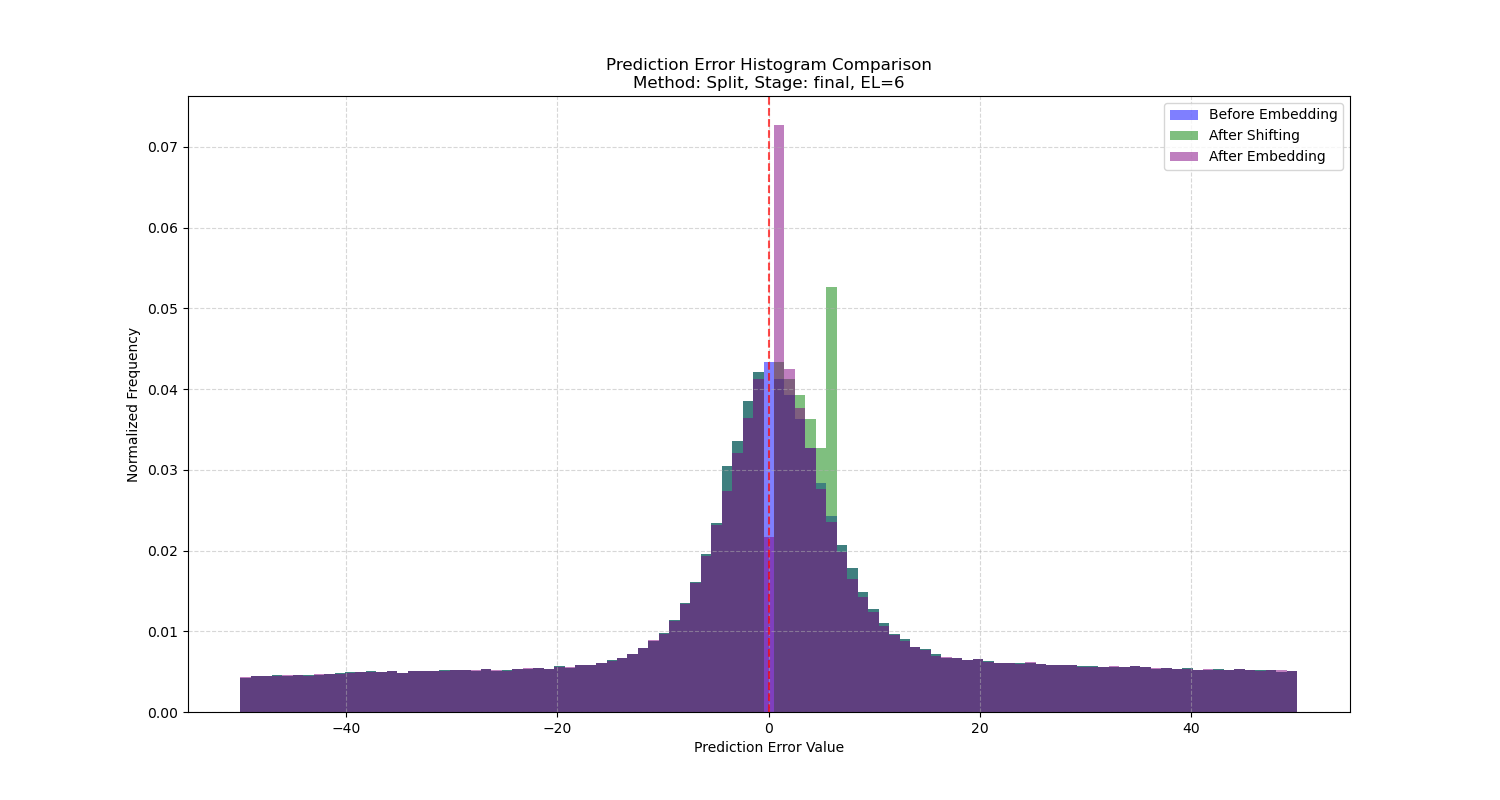 Prediction Error Histogram Comparison
Method: Split, Stage: final, EL=6
Before Embedding
After Shifting
After Embedding
Normalized Frequency
0.07
0.06
0.05
0.04
0.03
0.02
0.01
0.00
−40
−20
0
20
40
Prediction Error Value